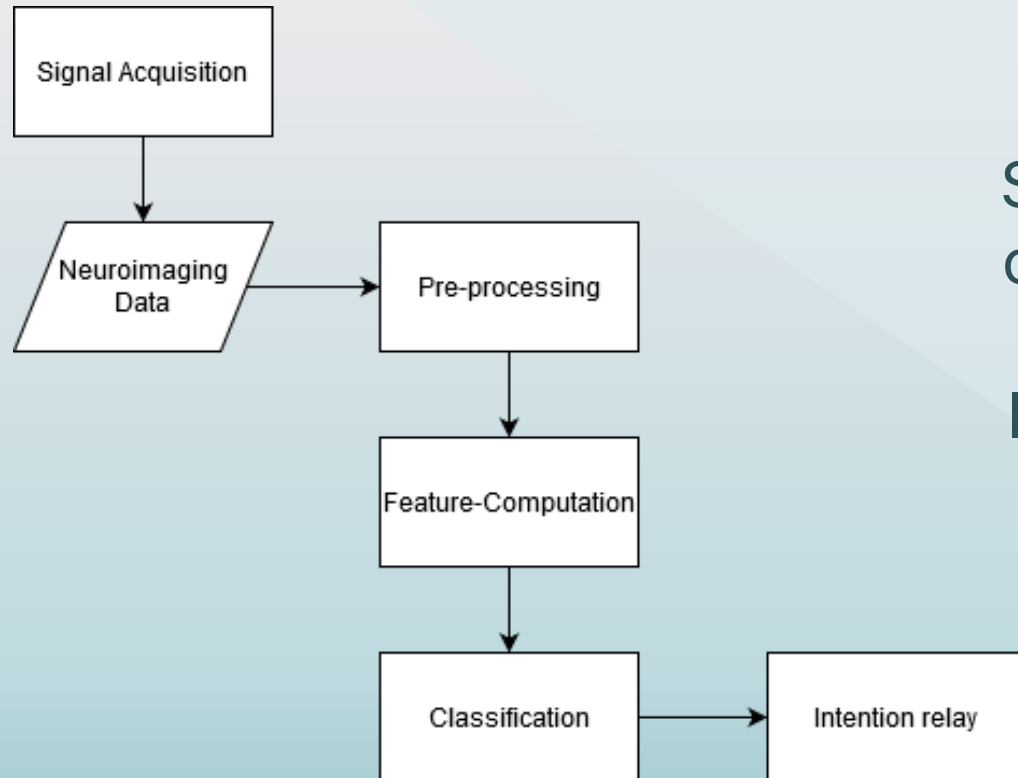 Signal Acquisition
Neuroimaging
Data
Pre-processing
Feature-Computation
Classification
Intention relay